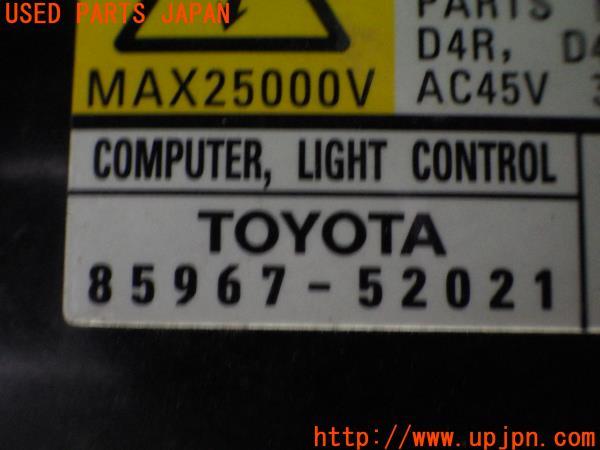 USED PARTS JAPAN
PARTS
D4R,
MAX25000V
AC45V
COMPUTER, LIGHT CONTROL
TOYOTA
85967-52021
http://www.upjpn.com/